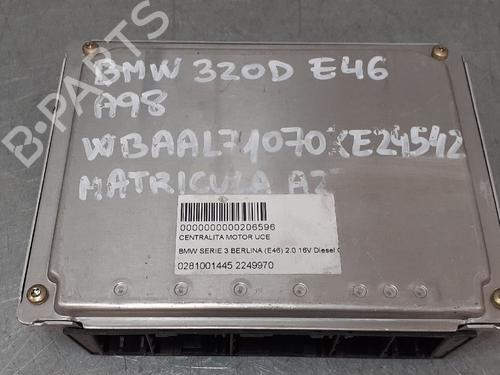 BMW 320D E46
A98
WBAAL71070KE24542
MATRICULA AZ
0000000000206596
CENTRALITA MOTOR UCE
BMW SERIE 3 BERLINA (E46) 2.0 16V Diesel
0281001445 2249970
B-PARTS